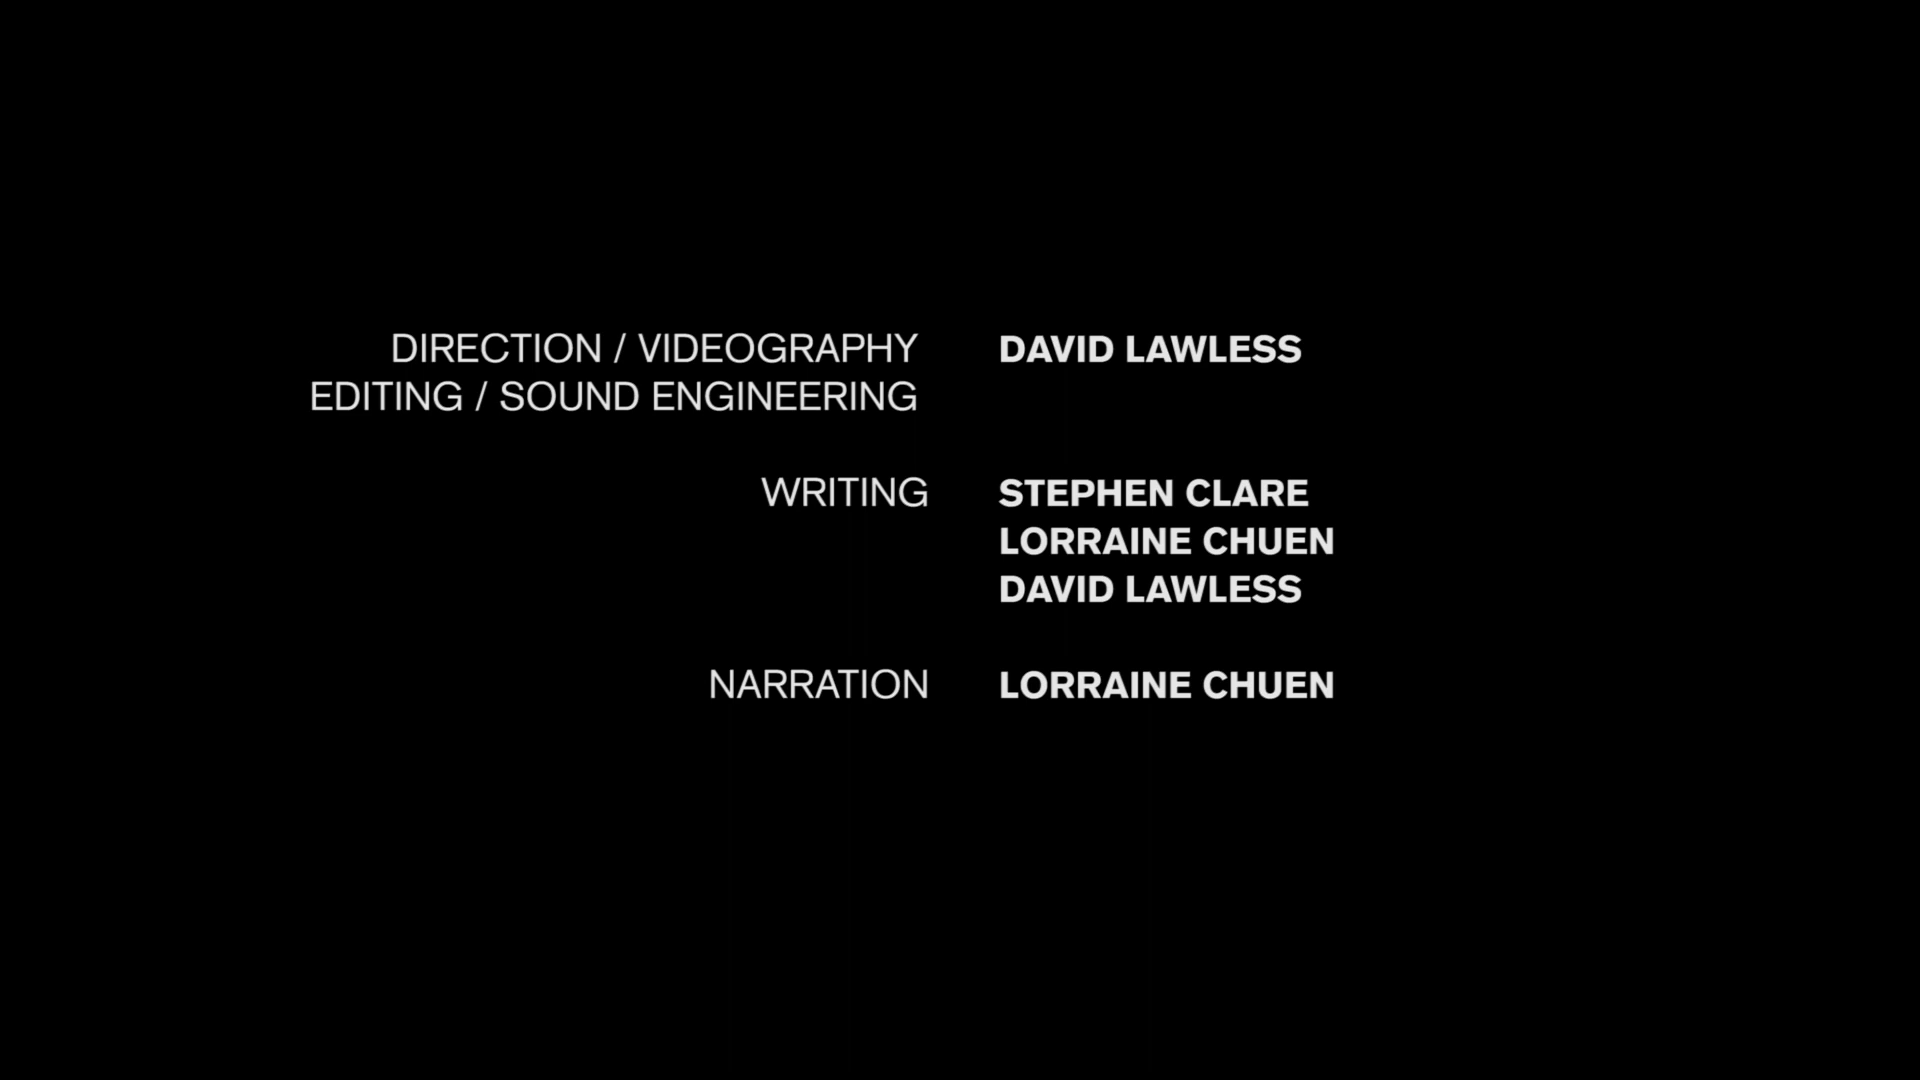 DIRECTION / VIDEOGRAPHY DAVID LAWLESS
EDITING / SOUND ENGINEERING
WRITING STEPHEN CLARE
LORRAINE CHUEN
DAVID LAWLESS
NARRATION LORRAINE CHUEN